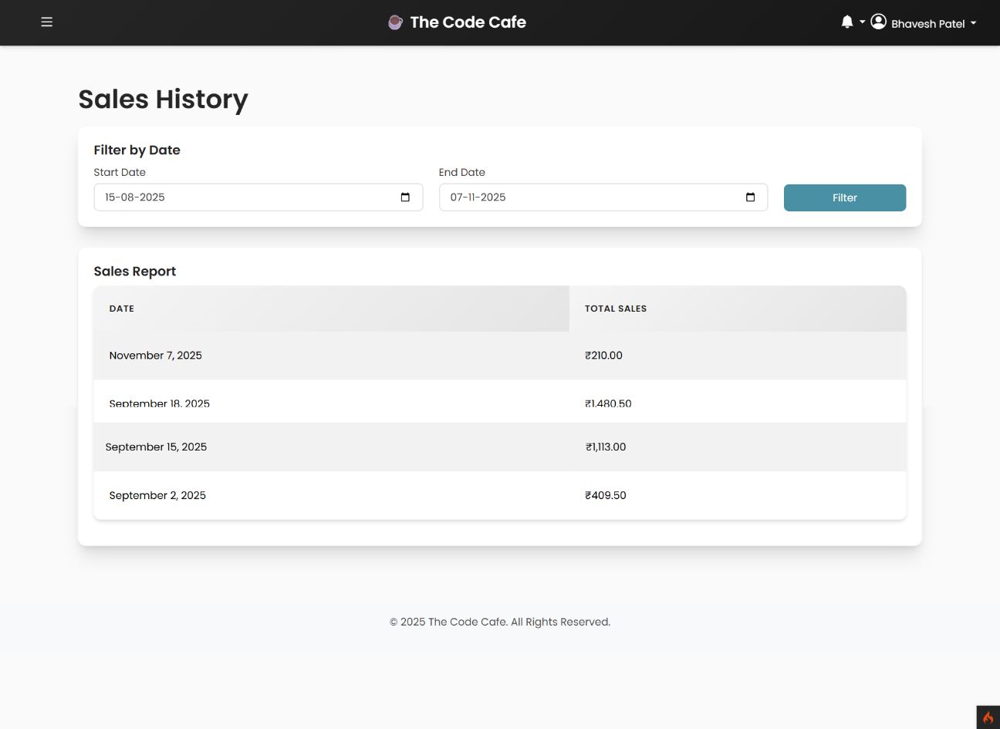 The Code Cafe
Bhavesh Patel
Sales History
Filter by Date
Start Date
End Date
15-08-2025
07-11-2025
Filter
Sales Report
DATE
TOTAL SALES
November 7, 2025
₹210.00
September 18, 2025
₹1,480.50
September 15, 2025
₹1,113.00
September 2, 2025
₹409.50
© 2025 The Code Cafe. All Rights Reserved.